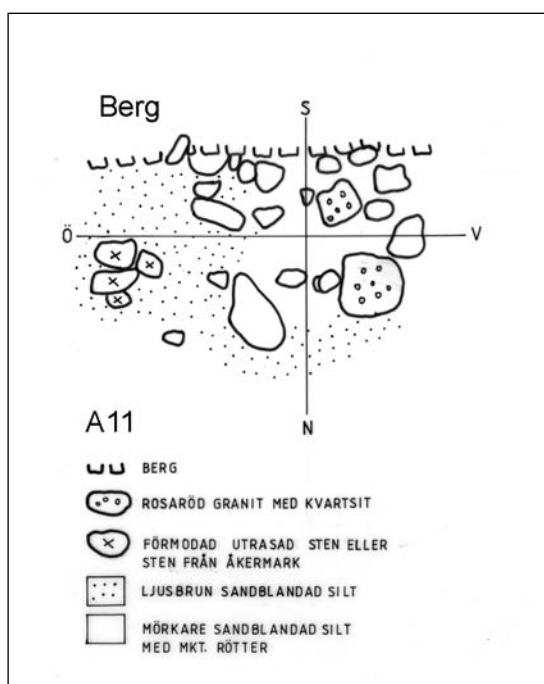 Berg
S
Ö
V
N
A11
BERG
ROSARÖD GRANIT MED KVARTSIT
FÖRMODAD UTRASAD STEN ELLER
STEN FRÅN ÅKERMARK
LJUSBRUN SANDBLANDAD SILT
MÖRKARE SANDBLANDAD SILT
MED MKT. RÖTTER